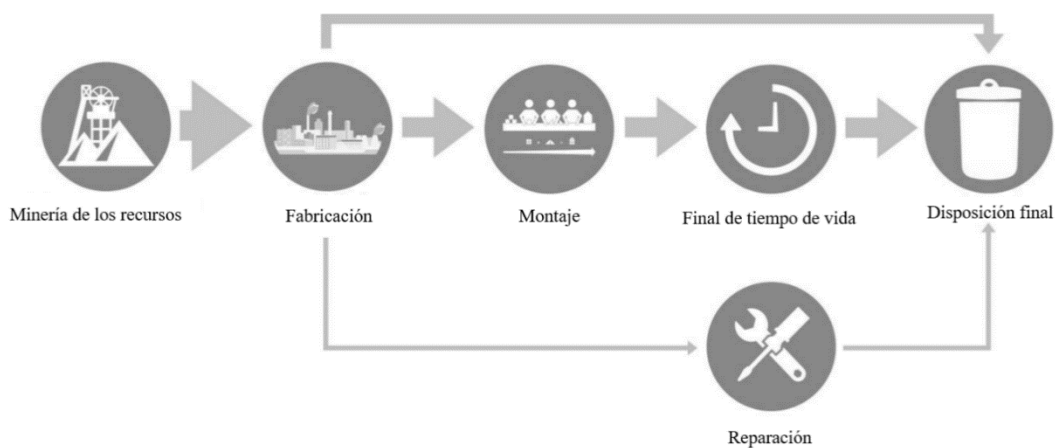 Minería de los recursos
Fabricación
Montaje
Final de tiempo de vida
Disposición final
Reparación